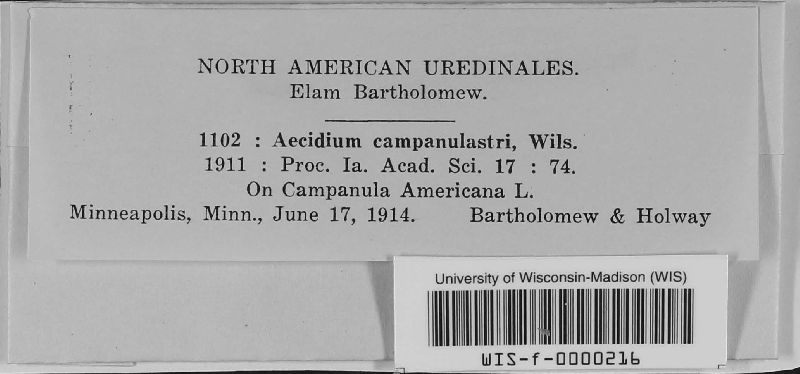 NORTH AMERICAN UREDINALES.
Elam Bartholomew.
1102 : Aecidium campanulastri, Wils.
1911 : Proc. Ia. Acad. Sci. 17 : 74.
On Campanula Americana L.
Minneapolis, Minn., June 17, 1914. Bartholomew & Holway
University of Wisconsin-Madison (WIS)
WIS-f-0000216